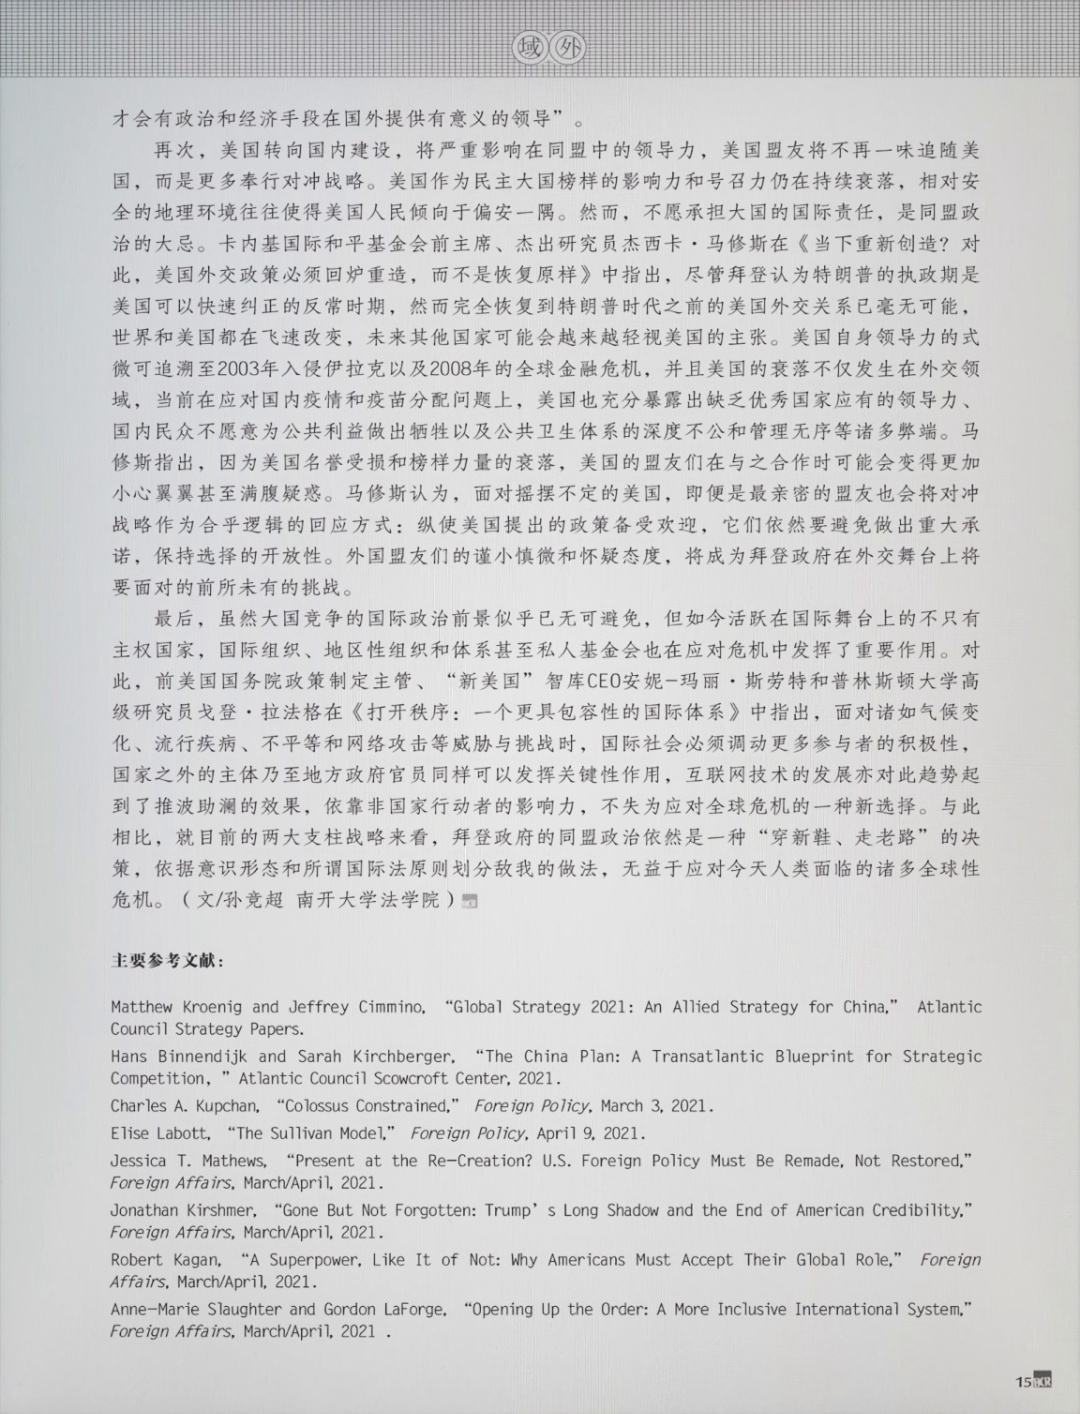 域外
才会有政治和经济手段在国外提供有意义的领导”。
再次，美国转向国内建设，将严重影响在同盟中的领导力，美国盟友将不再一味追随美
国，而是更多奉行对冲战略。美国作为民主大国榜样的影响力和号召力仍在持续衰落，相对安
全的地理环境往往使得美国人民倾向于偏安一隅。然而，不愿承担大国的国际责任，是同盟政
治的大忌。卡内基国际和平基金会前主席、杰出研究员杰西卡·马修斯在《当下重新创造？对
此，美国外交政策必须回炉重造，而不是恢复原样》中指出，尽管拜登认为特朗普的执政期是
美国可以快速纠正的反常时期，然而完全恢复到特朗普时代之前的美国外交关系已毫无可能，
世界和美国都在飞速改变，未来其他国家可能会越来越轻视美国的主张。美国自身领导力的式
微可追溯至2003年入侵伊拉克以及2008年的全球金融危机，并且美国的衰落不仅发生在外交领
域，当前在应对国内疫情和疫苗分配问题上，美国也充分暴露出缺乏优秀国家应有的领导力、
国内民众不愿意为公共利益做出牺牲以及公共卫生体系的深度不公和管理无序等诸多弊端。马
修斯指出，因为美国名誉受损和榜样力量的衰落，美国的盟友们在与之合作时可能会变得更加
小心翼翼甚至满腹疑惑。马修斯认为，面对摇摆不定的美国，即便是最亲密的盟友也会将对冲
战略作为合乎逻辑的回应方式：纵使美国提出的政策备受欢迎，它们依然要避免做出重大承
诺，保持选择的开放性。外国盟友们的谨小慎微和怀疑态度，将成为拜登政府在外交舞台上将
要面对的前所未有的挑战。
最后，虽然大国竞争的国际政治前景似乎已无可避免，但如今活跃在国际舞台上的不只有
主权国家，国际组织、地区性组织和体系甚至私人基金会也在应对危机中发挥了重要作用。对
此，前美国国务院政策制定主管、“新美国”智库CEO安妮-玛丽·斯劳特和普林斯顿大学高
级研究员戈登·拉法格在《打开秩序：一个更具包容性的国际体系》中指出，面对诸如气候变
化、流行疾病、不平等和网络攻击等威胁与挑战时，国际社会必须调动更多参与者的积极性，
国家之外的主体乃至地方政府官员同样可以发挥关键性作用，互联网技术的发展亦对此趋势起
到了推波助澜的效果，依靠非国家行动者的影响力，不失为应对全球危机的一种新选择。与此
相比，就目前的两大支柱战略来看，拜登政府的同盟政治依然是一种“穿新鞋、走老路”的决
策，依据意识形态和所谓国际法原则划分敌我的做法，无益于应对今天人类面临的诸多全球性
危机。（文/孙竞超 南开大学法学院）
主要参考文献：
Matthew Kroenig and Jeffrey Cimmino, “Global Strategy 2021: An Allied Strategy for China,” Atlantic
Council Strategy Papers.
Hans Binnendijk and Sarah Kirchberger, “The China Plan: A Transatlantic Blueprint for Strategic
Competition, ” Atlantic Council Scowcroft Center, 2021.
Charles A. Kupchan, “Colossus Constrained,” Foreign Policy, March 3, 2021.
Elise Labott, “The Sullivan Model,” Foreign Policy, April 9, 2021.
Jessica T. Mathews, “Present at the Re-Creation? U.S. Foreign Policy Must Be Remade, Not Restored,”
Foreign Affairs, March/April, 2021.
Jonathan Kirshmer, “Gone But Not Forgotten: Trump’s Long Shadow and the End of American Credibility,”
Foreign Affairs, March/April, 2021.
Robert Kagan, “A Superpower, Like It of Not: Why Americans Must Accept Their Global Role,” Foreign
Affairs, March/April, 2021.
Anne-Marie Slaughter and Gordon LaForge, “Opening Up the Order: A More Inclusive International System,”
Foreign Affairs, March/April, 2021 .
15